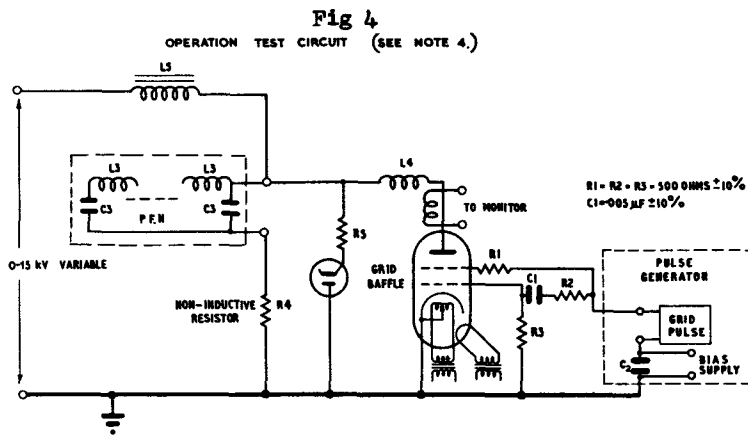 Fig 4
OPERATION TEST CIRCUIT (SEE NOTE 4.)
L5
L4
L3
L3
C3
P.F.N
C3
TO MONITOR
R1 = R2 = R3 = 500 OHMS ±10%
C1=·005 μF ±10%
0-15 kV VARIABLE
R5
GRID
BAFFLE
R1
C1
R2
PULSE
GENERATOR
NON-INDUCTIVE
RESISTOR
R4
R3
GRID
PULSE
C2
BIAS
SUPPLY